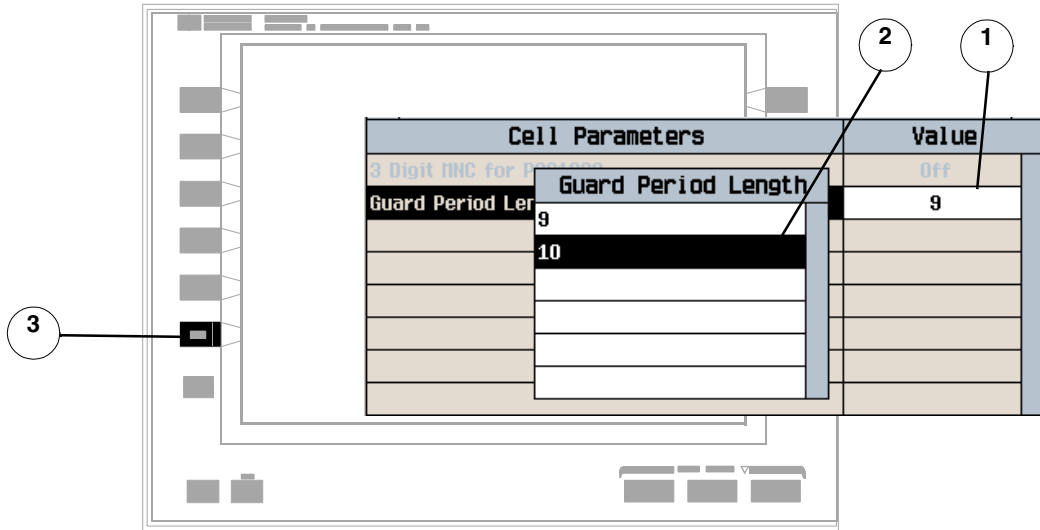 2
1
Cell Parameters
Value
3 Digit MNC for
Off
Guard Period Length
Guard Period Len
9
9
10
3